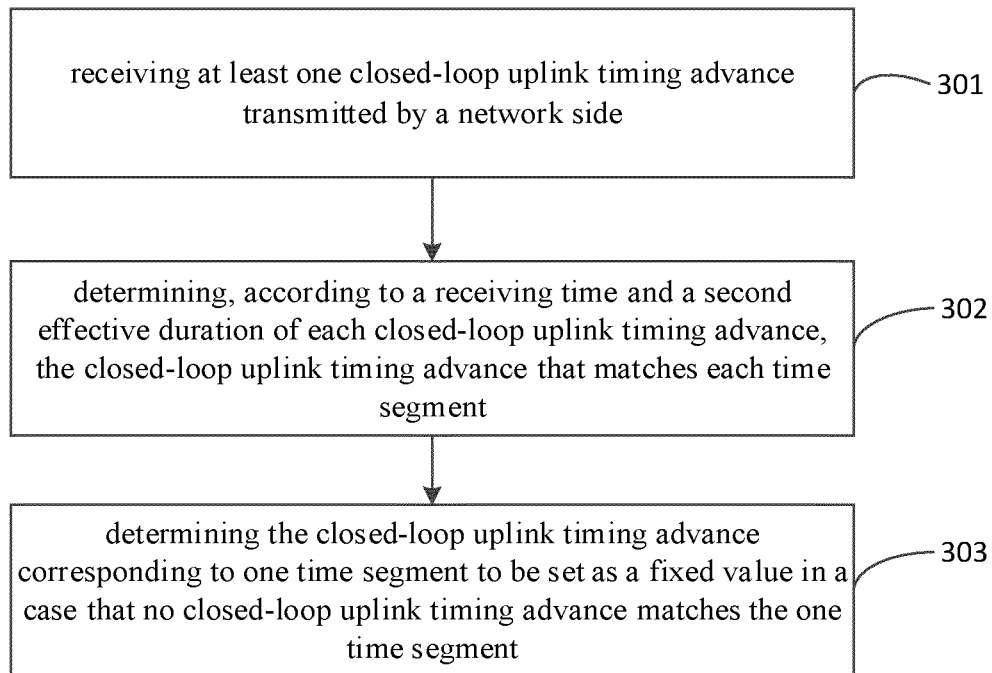 receiving at least one closed-loop uplink timing advance
transmitted by a network side
301
determining, according to a receiving time and a second
effective duration of each closed-loop uplink timing advance,
the closed-loop uplink timing advance that matches each time
segment
302
determining the closed-loop uplink timing advance
corresponding to one time segment to be set as a fixed value in a
case that no closed-loop uplink timing advance matches the one
time segment
303